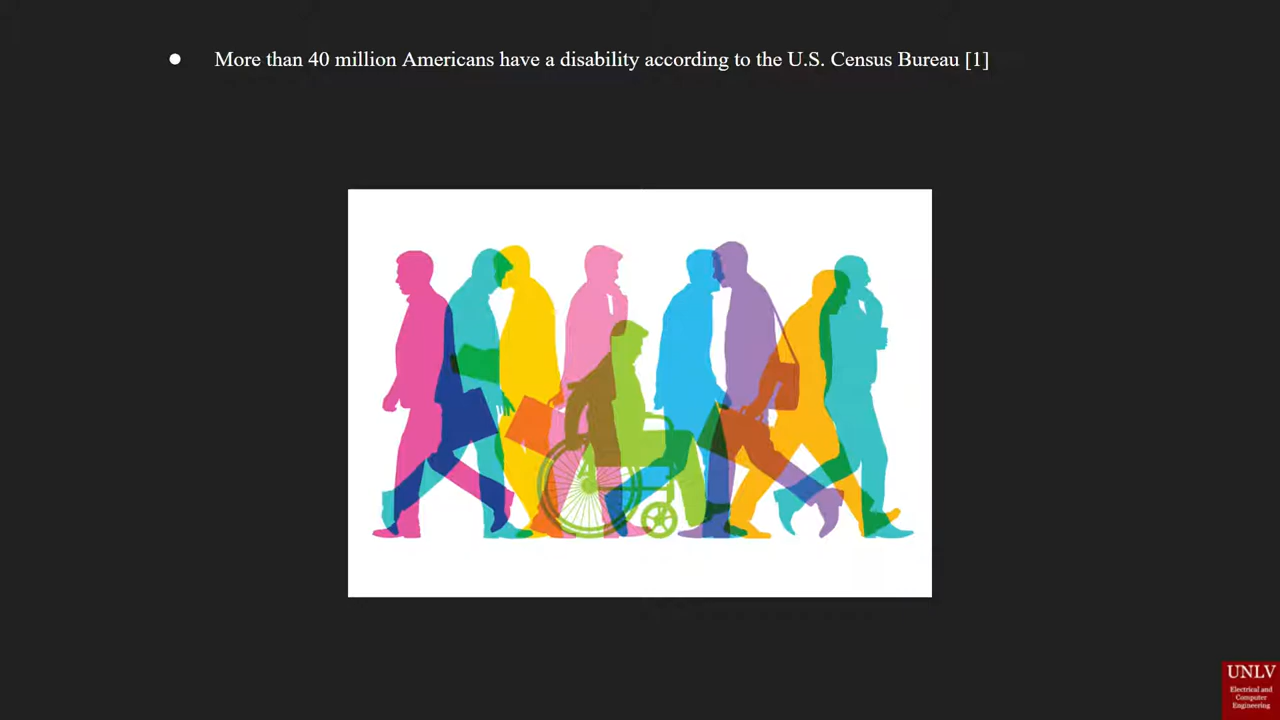 ● More than 40 million Americans have a disability according to the U.S. Census Bureau [1]
UNLV
Electrical and
Computer
Engineering